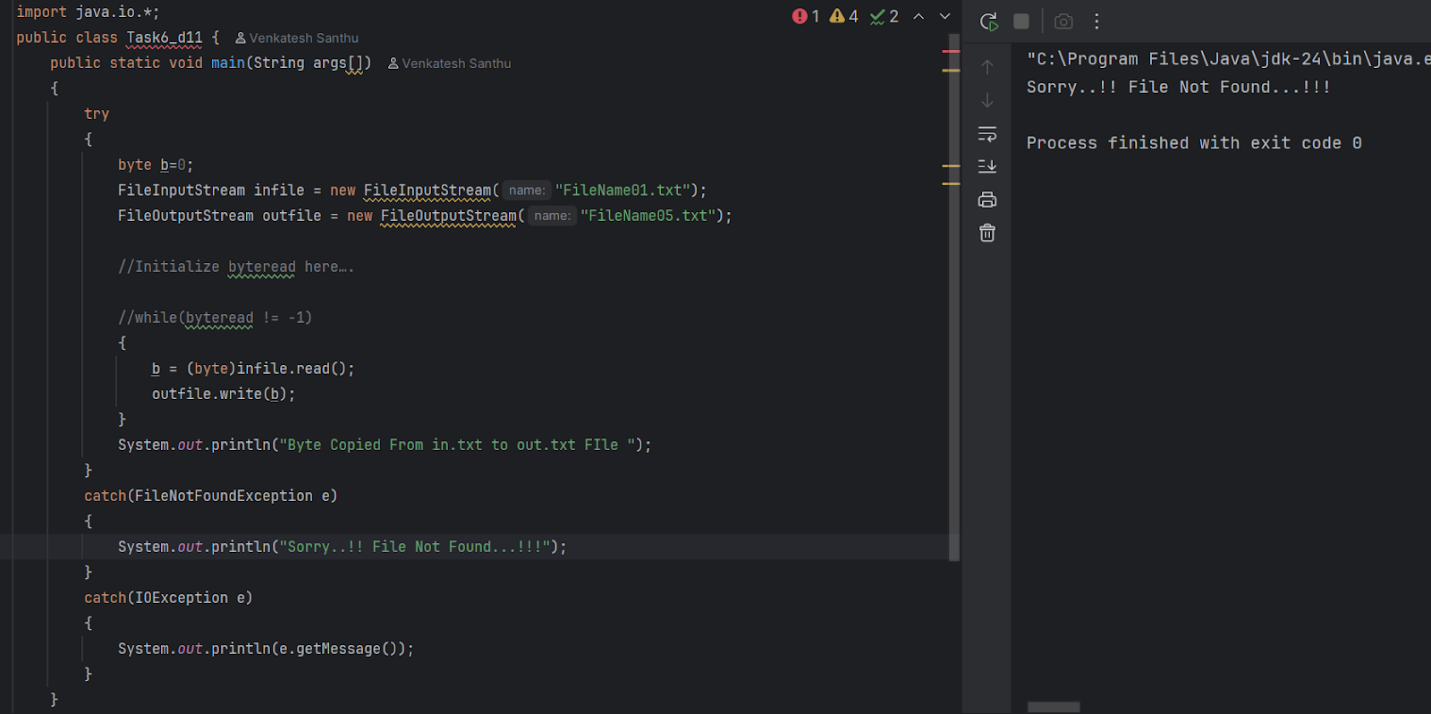 import java.io.*;
public class Task6_d11 { Venkatesh Santhu
public static void main(String args[]) Venkatesh Santhu
{
try
{
byte b=0;
FileInputStream infile = new FileInputStream( name: "FileName01.txt");
FileOutputStream outfile = new FileOutputStream( name: "FileName05.txt");
//Initialize byteread here….
//while(byteread != -1)
{
b = (byte)infile.read();
outfile.write(b);
}
System.out.println("Byte Copied From in.txt to out.txt FIle ");
}
catch(FileNotFoundException e)
{
System.out.println("Sorry..!! File Not Found...!!!");
}
catch(IOException e)
{
System.out.println(e.getMessage());
}
}
1 4 2
"C:\Program Files\Java\jdk-24\bin\java.e
Sorry..!! File Not Found...!!!
Process finished with exit code 0